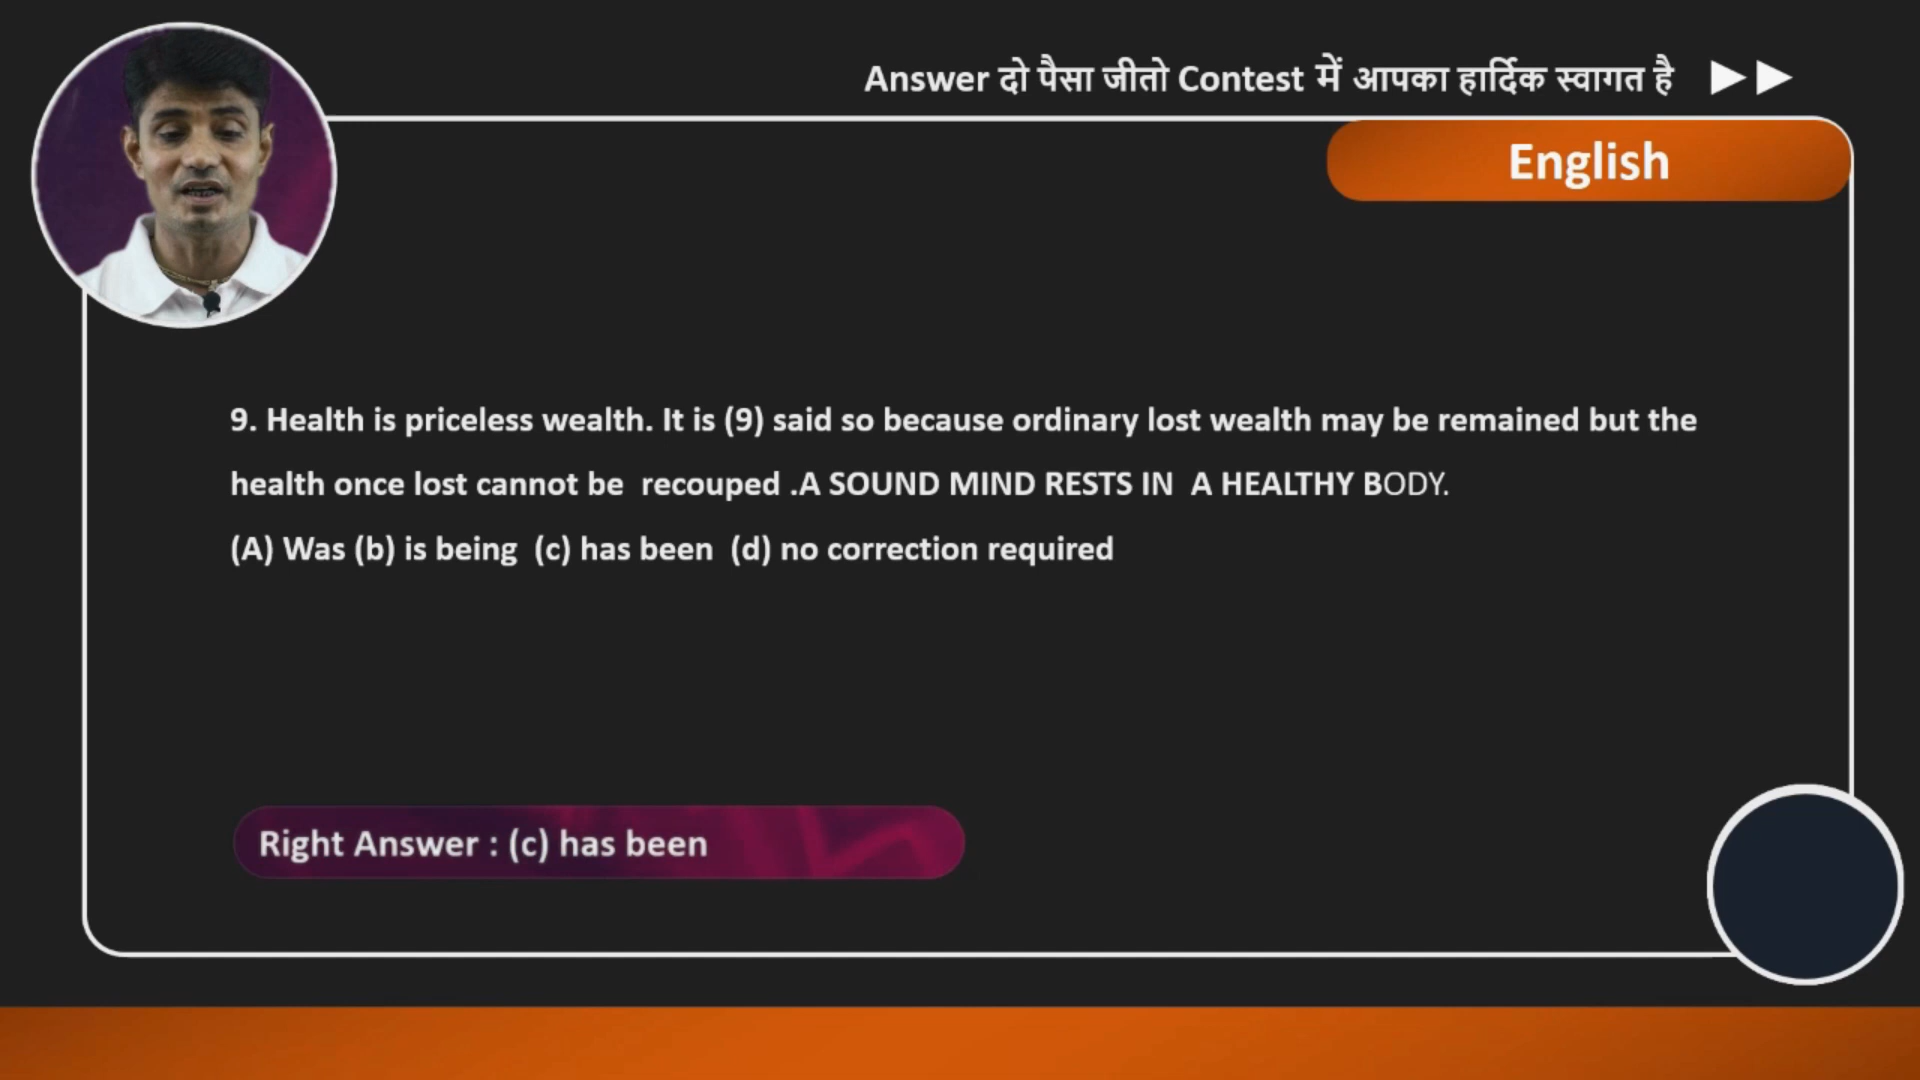 Answer दो पैसा जीतो Contest में आपका हार्दिक स्वागत है
English
9. Health is priceless wealth. It is (9) said so because ordinary lost wealth may be remained but the
health once lost cannot be recouped .A SOUND MIND RESTS IN A HEALTHY BODY.
(A) Was (b) is being (c) has been (d) no correction required
Right Answer : (c) has been